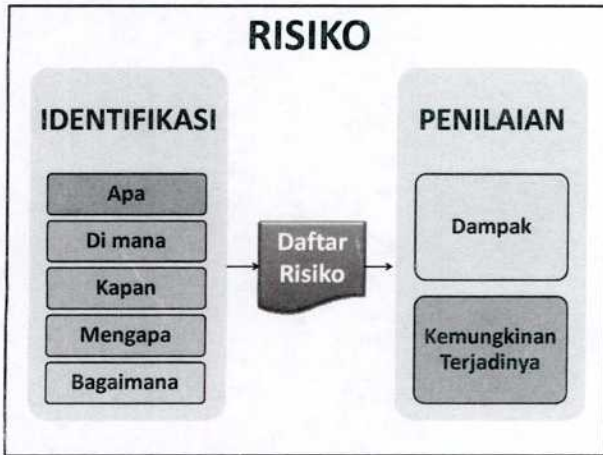 RISIKO
IDENTIFIKASI
Apa
Di mana
Kapan
Mengapa
Bagaimana
Daftar
Risiko
PENILAIAN
Dampak
Kemungkinan
Terjadinya